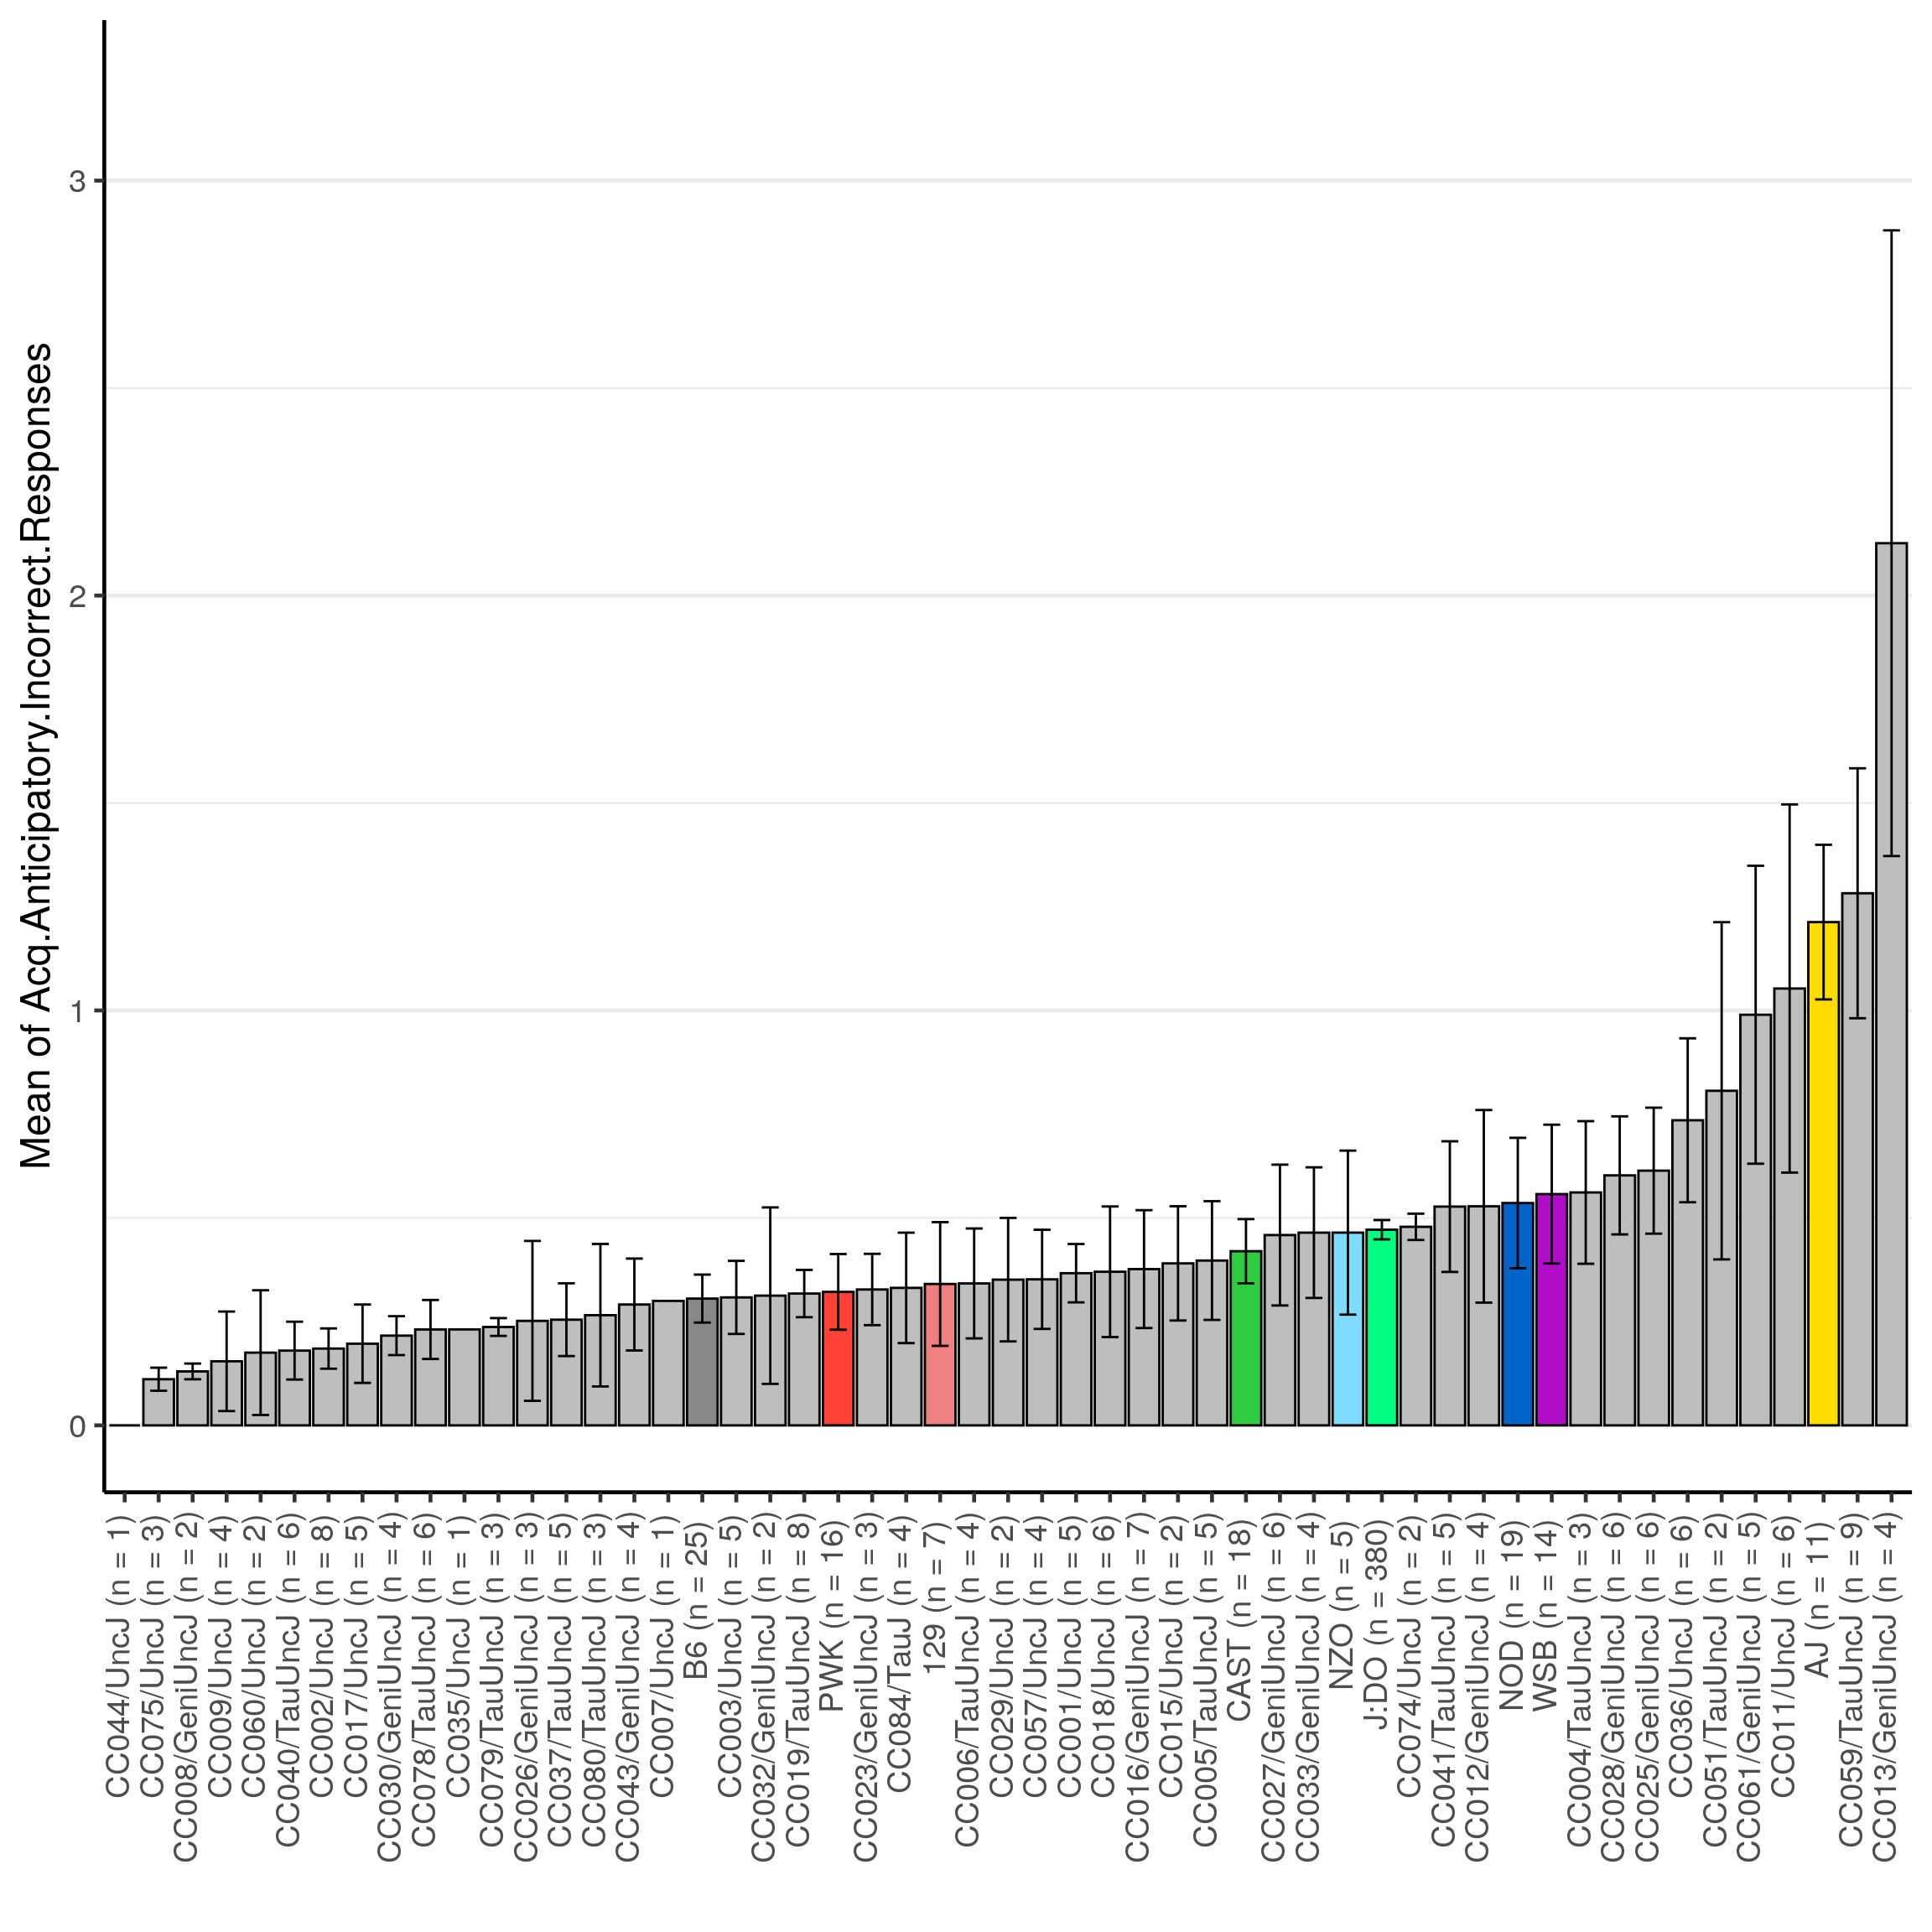 Mean of Acq.Anticipatory.Incorrect.Responses
3
2
1
0
CC044/UncJ (n = 1)
CC075/UncJ (n = 3)
CC008/GeniUncJ (n = 2)
CC009/UncJ (n = 4)
CC060/UncJ (n = 2)
CC040/TauUncJ (n = 6)
CC002/UncJ (n = 8)
CC017/UncJ (n = 5)
CC030/GeniUncJ (n = 4)
CC078/TauUncJ (n = 6)
CC035/UncJ (n = 1)
CC079/TauUncJ (n = 3)
CC026/GeniUncJ (n = 3)
CC037/TauUncJ (n = 5)
CC080/TauUncJ (n = 3)
CC043/GeniUncJ (n = 4)
CC007/UncJ (n = 1)
B6 (n = 25)
CC003/UncJ (n = 5)
CC032/GeniUncJ (n = 2)
CC019/TauUncJ (n = 8)
PWK (n = 16)
CC023/GeniUncJ (n = 3)
CC084/TauJ (n = 4)
129 (n = 7)
CC006/TauUncJ (n = 4)
CC029/UncJ (n = 2)
CC057/UncJ (n = 4)
CC001/UncJ (n = 5)
CC018/UncJ (n = 6)
CC016/GeniUncJ (n = 7)
CC015/UncJ (n = 2)
CC005/TauUncJ (n = 5)
CAST (n = 18)
CC027/GeniUncJ (n = 6)
CC033/GeniUncJ (n = 4)
NZO (n = 5)
J:DO (n = 380)
CC074/UncJ (n = 2)
CC041/TauUncJ (n = 5)
CC012/GeniUncJ (n = 4)
NOD (n = 19)
WSB (n = 14)
CC004/TauUncJ (n = 3)
CC028/GeniUncJ (n = 6)
CC025/GeniUncJ (n = 6)
CC036/UncJ (n = 6)
CC051/TauUncJ (n = 2)
CC061/GeniUncJ (n = 5)
CC011/UncJ (n = 6)
AJ (n = 11)
CC059/TauUncJ (n = 9)
CC013/GeniUncJ (n = 4)